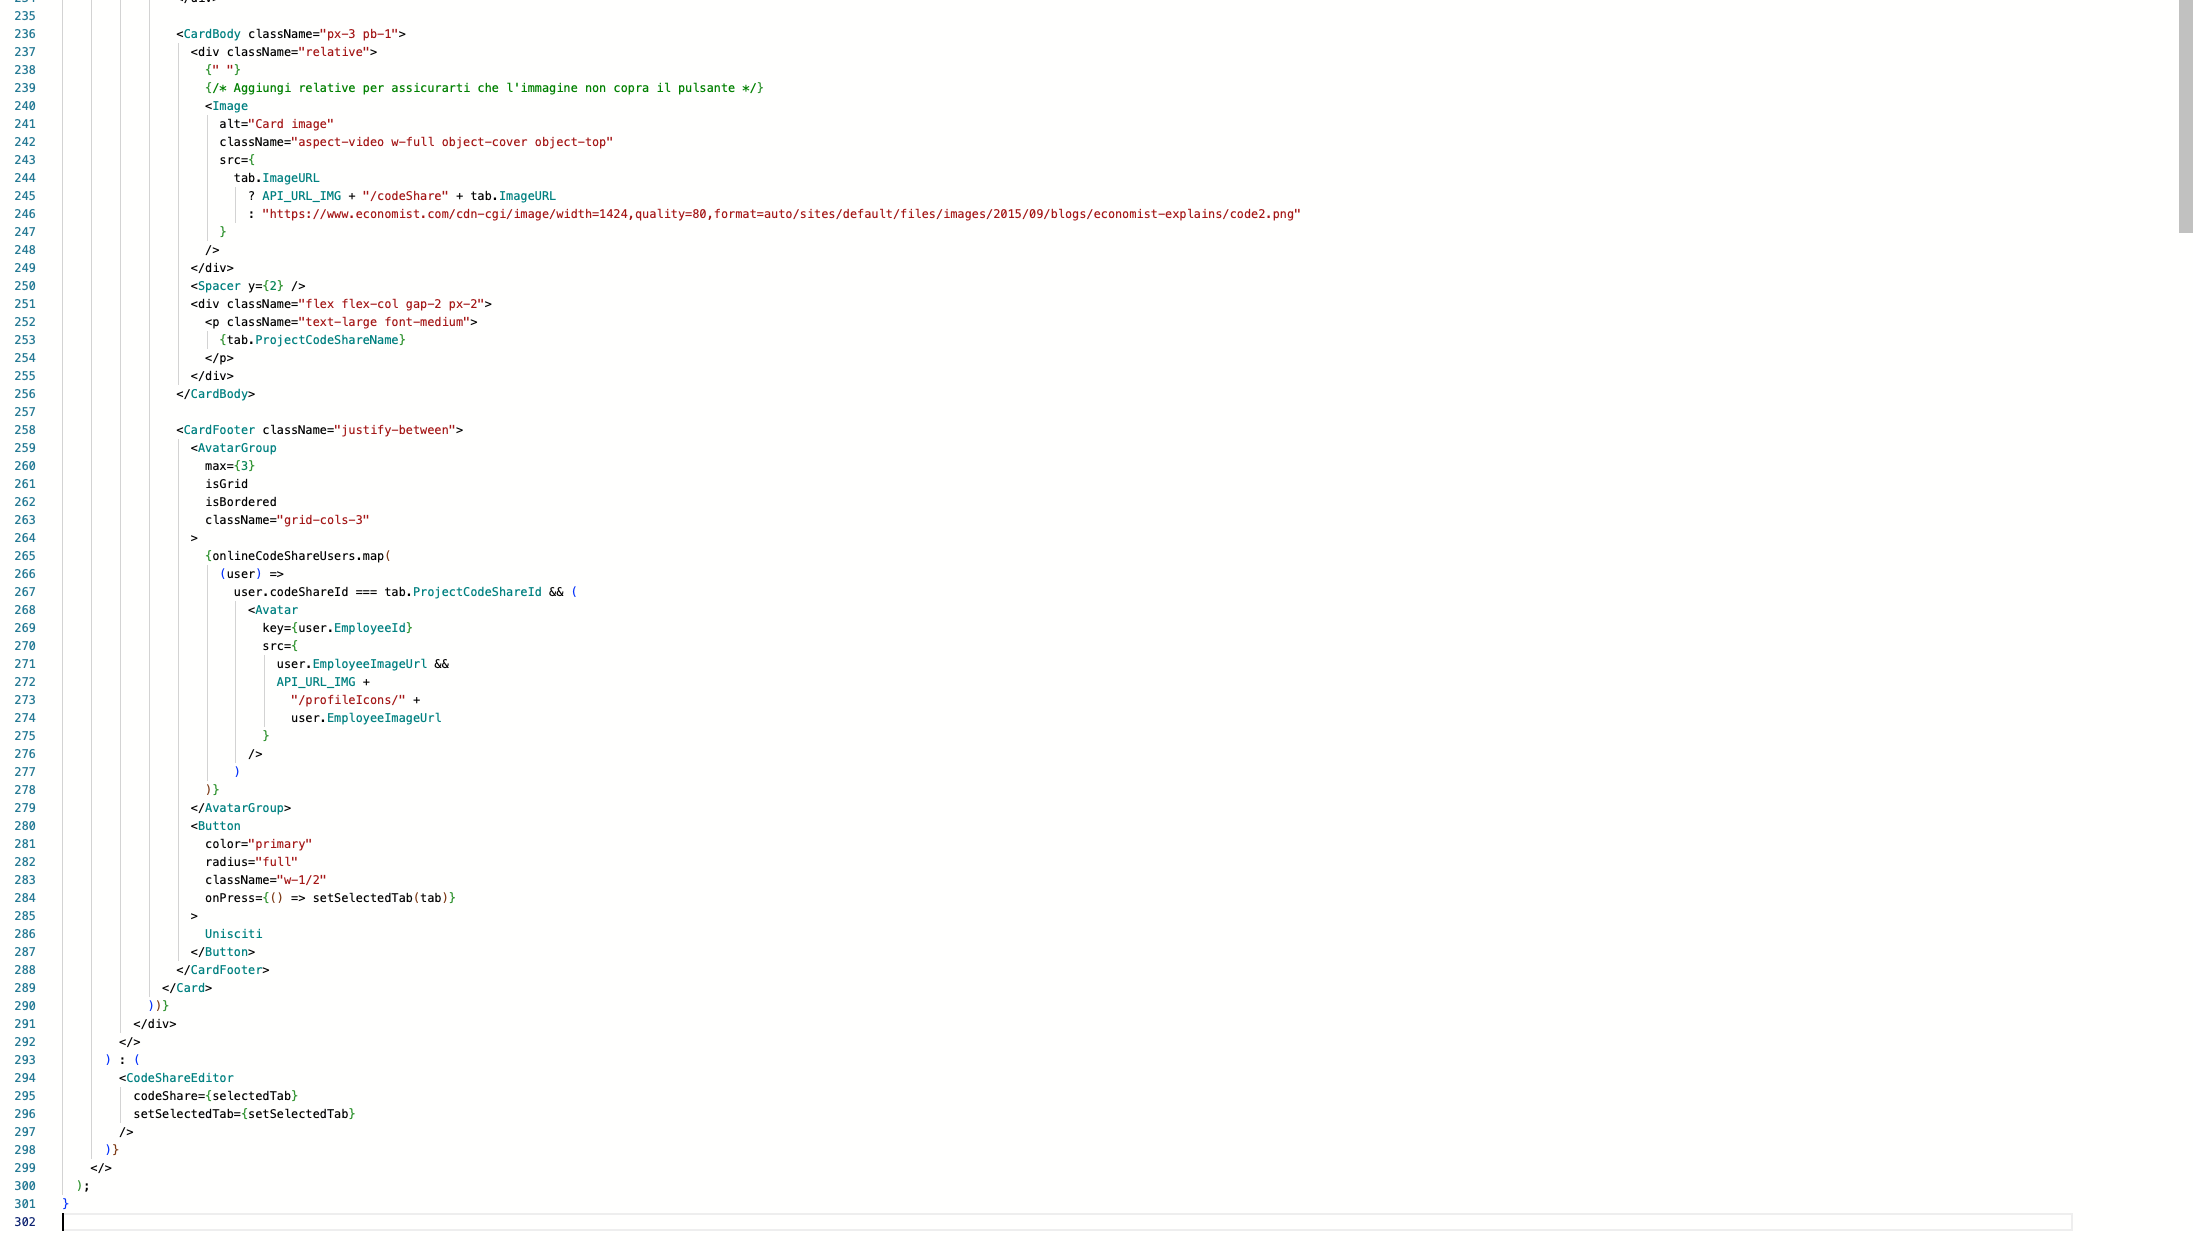 235
236 <CardBody className="px-3 pb-1">
237 <div className="relative">
238 {" "}
239 {/* Aggiungi relative per assicurarti che l'immagine non copra il pulsante */}
240 <Image
241 alt="Card image"
242 className="aspect-video w-full object-cover object-top"
243 src={
244 tab.ImageURL
245 ? API_URL_IMG + "/codeShare" + tab.ImageURL
246 : "https://www.economist.com/cdn-cgi/image/width=1424,quality=80,format=auto/sites/default/files/images/2015/09/blogs/economist-explains/code2.png"
247 }
248 />
249 </div>
250 <Spacer y={2} />
251 <div className="flex flex-col gap-2 px-2">
252 <p className="text-large font-medium">
253 {tab.ProjectCodeShareName}
254 </p>
255 </div>
256 </CardBody>
257
258 <CardFooter className="justify-between">
259 <AvatarGroup
260 max={3}
261 isGrid
262 isBordered
263 className="grid-cols-3"
264 >
265 {onlineCodeShareUsers.map(
266 (user) =>
267 user.codeShareId === tab.ProjectCodeShareId && (
268 <Avatar
269 key={user.EmployeeId}
270 src={
271 user.EmployeeImageUrl &&
272 API_URL_IMG +
273 "/profileIcons/" +
274 user.EmployeeImageUrl
275 }
276 />
277 )
278 )}
279 </AvatarGroup>
280 <Button
281 color="primary"
282 radius="full"
283 className="w-1/2"
284 onPress={() => setSelectedTab(tab)}
285 >
286 Unisciti
287 </Button>
288 </CardFooter>
289 </Card>
290 ))}
291 </div>
292 </>
293 ) : (
294 <CodeShareEditor
295 codeShare={selectedTab}
296 setSelectedTab={setSelectedTab}
297 />
298 )}
299 </>
300 );
301 }
302